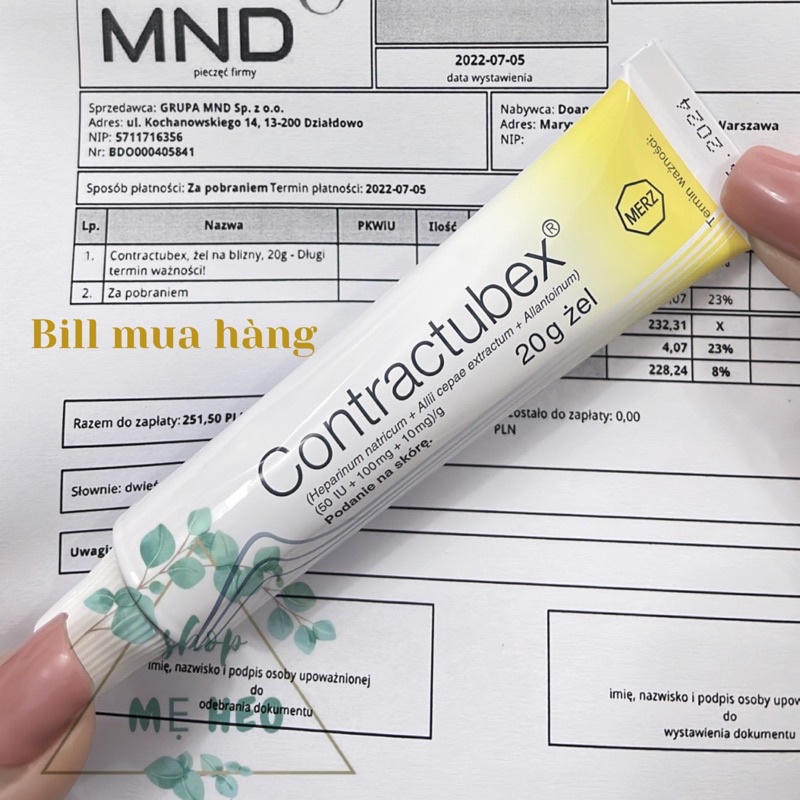 MND
pieczęć firmy
2022-07-05
data wystawienia
Sprzedawca: GRUPA MND Sp. z o.o.
Adres: ul. Kochanowskiego 14, 13-200 Działdowo
NIP: 5711716356
Nr: BDO000405841
Nabywca:
Adres:
Warszawa
NIP:
Sposób płatności: Za pobraniem Termin płatności: 2022-07-05
Lp. Nazwa PKWiU Ilość
1. Contractubex, żel na blizny, 20g - Długi
termin ważności!
2. Za pobraniem
23%
232,31 X
4,07 23%
228,24 8%
Bill mua hàng
Razem do zapłaty: 251,50
zostało do zapłaty: 0,00
PLN
Słownie:
Uwagi:
Termin ważności:
2024
MERZ
Contractubex®
(Heparinum natricum + Allii cepae extractum + Allantoinum)
(50 IU + 100mg + 10mg)/g
20g żel
Podanie na skórę.
shop
MẸ HEO
imię, nazwisko i podpis osoby upoważnionej
do
odebrania dokumentu
imię, nazwisko i podpis osoby
do
wystawienia dokumentu